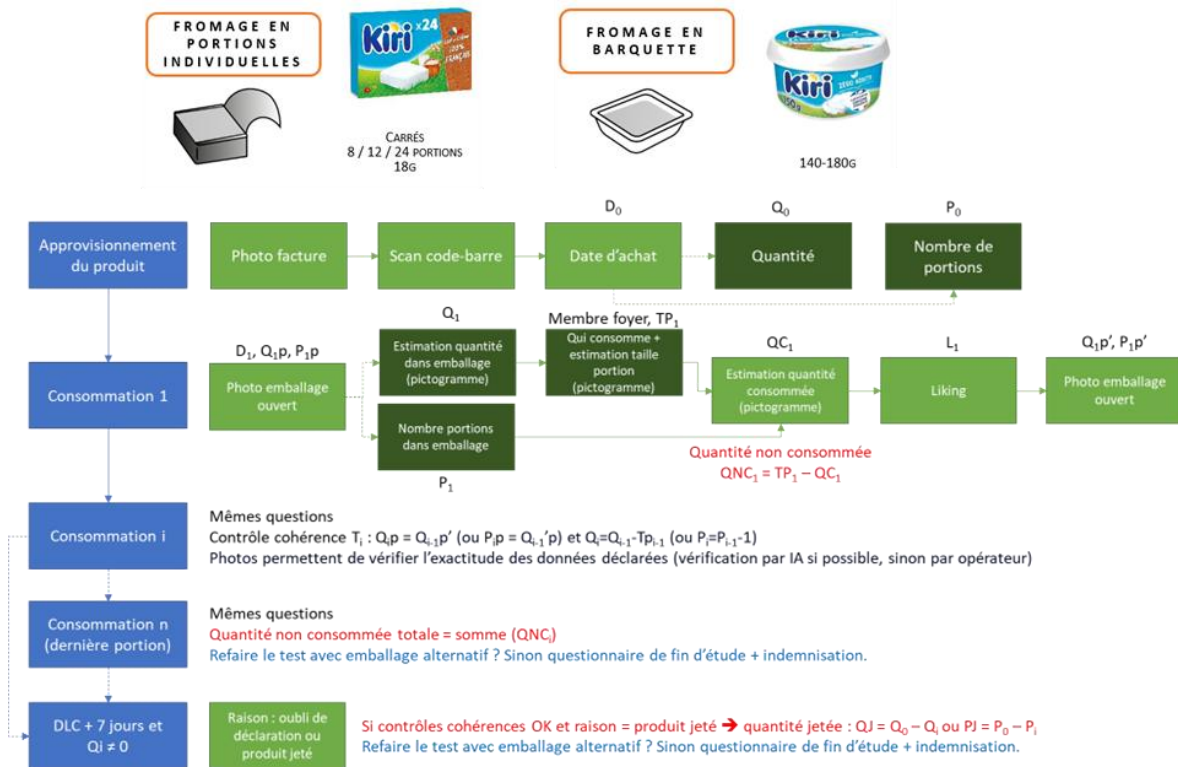 FROMAGE EN
PORTIONS
INDIVIDUELLES
Kiri
x24
100%
FRANÇAIS
CARRÉS
8 / 12 / 24 PORTIONS
18G
FROMAGE EN
BARQUETTE
Kiri
ZÉRO ADDITIF
140-180G
D₀
Q₀
P₀
Approvisionnement
du produit
Photo facture
Scan code-barre
Date d'achat
Quantité
Nombre de
portions
Q₁
Membre foyer, TP₁
QC₁
L₁
Q₁p', P₁p'
D₁, Q₁p, P₁p
Consommation 1
Photo emballage
ouvert
Estimation quantité
dans emballage
(pictogramme)
Qui consomme +
estimation taille
portion
(pictogramme)
Estimation quantité
consommée
(pictogramme)
Liking
Photo emballage
ouvert
Nombre portions
dans emballage
P₁
Quantité non consommée
QNC₁ = TP₁ – QC₁
Consommation i
Mêmes questions
Contrôle cohérence Tᵢ : Qᵢp = Qᵢ₋₁p' (ou Pᵢp = Qᵢ₋₁'p) et Qᵢ=Qᵢ₋₁-Tpᵢ₋₁ (ou Pᵢ=Pᵢ₋₁-1)
Photos permettent de vérifier l'exactitude des données déclarées (vérification par IA si possible, sinon par opérateur)
Consommation n
(dernière portion)
Mêmes questions
Quantité non consommée totale = somme (QNCᵢ)
Refaire le test avec emballage alternatif ? Sinon questionnaire de fin d'étude + indemnisation.
DLC + 7 jours et
Qi ≠ 0
Raison : oubli de
déclaration ou
produit jeté
Si contrôles cohérences OK et raison = produit jeté ➔ quantité jetée : QJ = Q₀ – Qᵢ ou PJ = P₀ – Pᵢ
Refaire le test avec emballage alternatif ? Sinon questionnaire de fin d'étude + indemnisation.